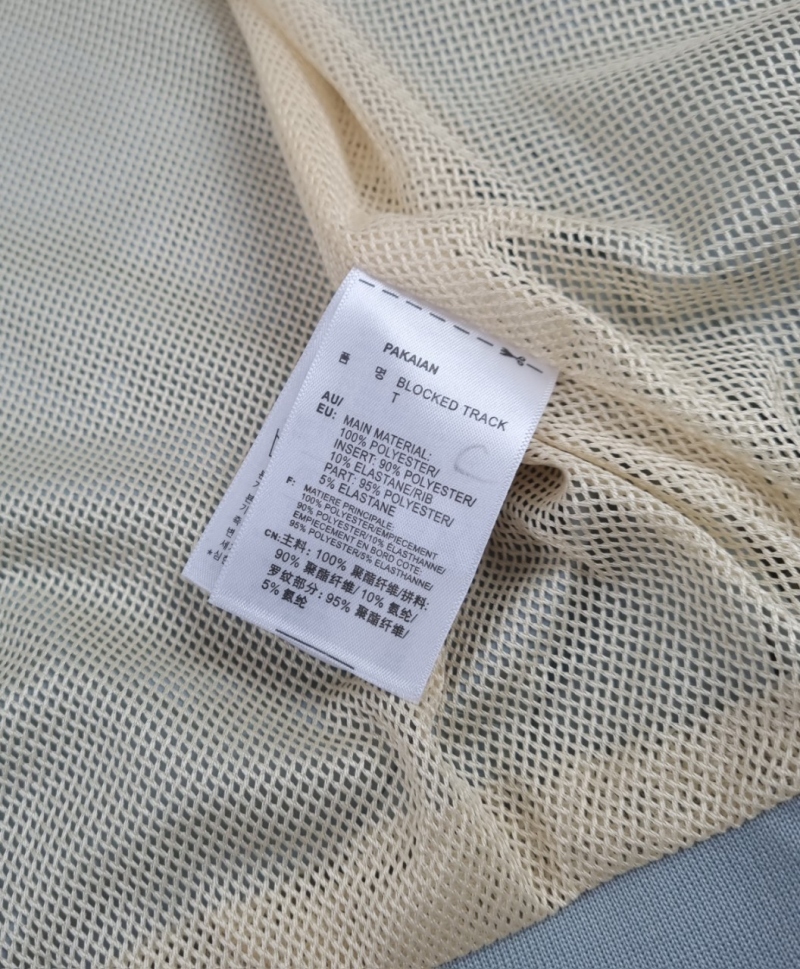 PAKAIAN
품 명 BLOCKED TRACK
T
AU/
EU: MAIN MATERIAL:
100% POLYESTER/
INSERT: 90% POLYESTER/
10% ELASTANE/RIB
PART: 95% POLYESTER/
5% ELASTANE
F: MATIERE PRINCIPALE:
100% POLYESTER/EMPIECEMENT
90% POLYESTER/10% ELASTHANNE/
EMPIECEMENT EN BORD COTE:
95% POLYESTER/5% ELASTHANNE
CN:主料: 100% 聚酯纤维/拼料:
90% 聚酯纤维/ 10% 氨纶/
罗纹部分: 95% 聚酯纤维/
5% 氨纶